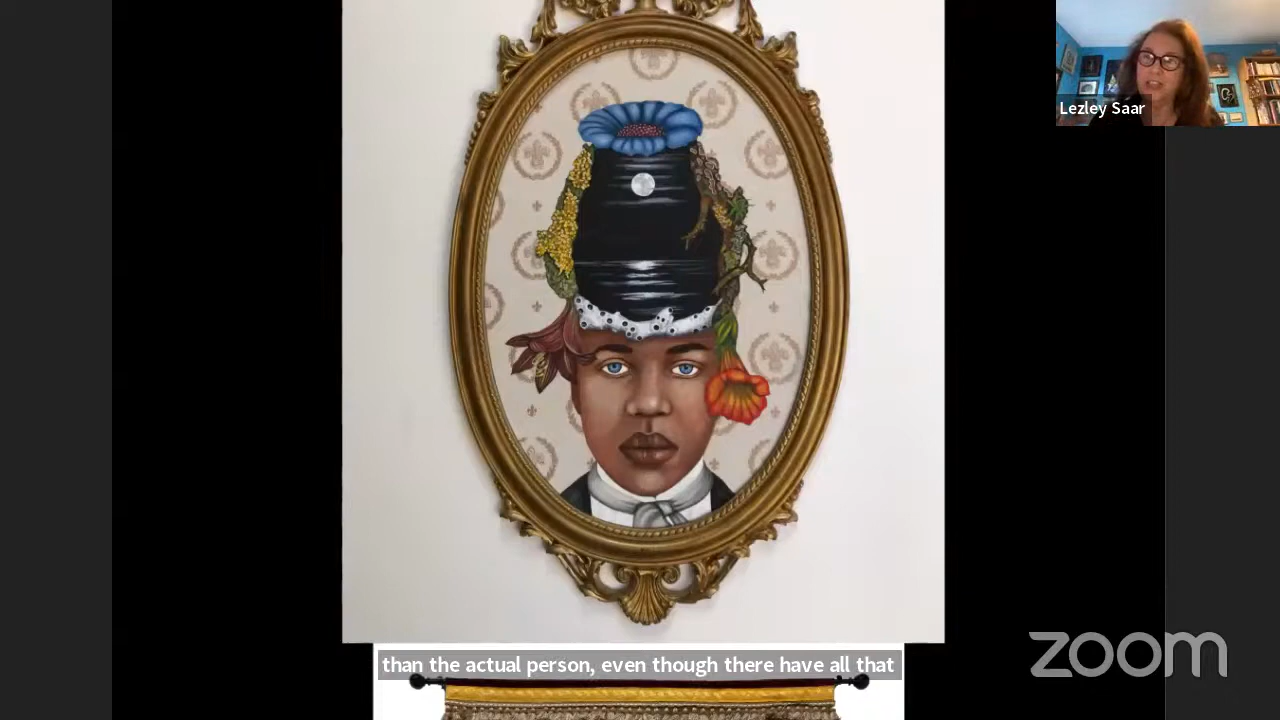 Lezley Saar
than the actual person, even though there have all that
zoom